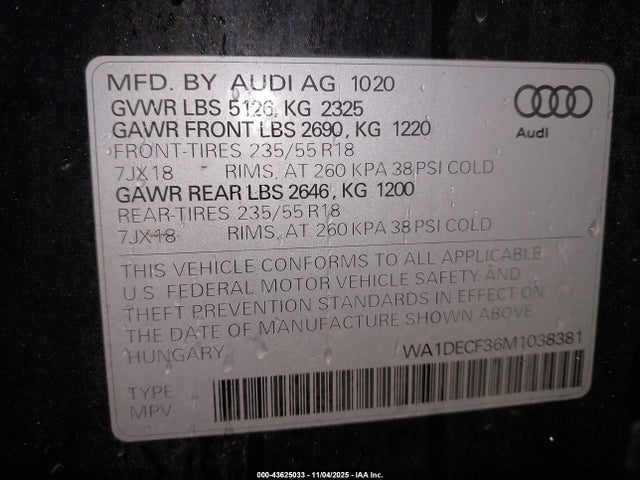 MFD. BY AUDI AG 1020
GVWR LBS 5126, KG 2325
GAWR FRONT LBS 2690, KG 1220
FRONT-TIRES 235/55 R18
7JX18 RIMS, AT 260 KPA 38 PSI COLD
GAWR REAR LBS 2646, KG 1200
REAR-TIRES 235/55 R18
7JX18 RIMS, AT 260 KPA 38 PSI COLD
Audi
THIS VEHICLE CONFORMS TO ALL APPLICABLE
U.S. FEDERAL MOTOR VEHICLE SAFETY AND
THEFT PREVENTION STANDARDS IN EFFECT ON
THE DATE OF MANUFACTURE SHOWN ABOVE
HUNGARY WA1DECF36M1038381
TYPE
MPV
000-43625033 - 11/04/2025 - IAA Inc.